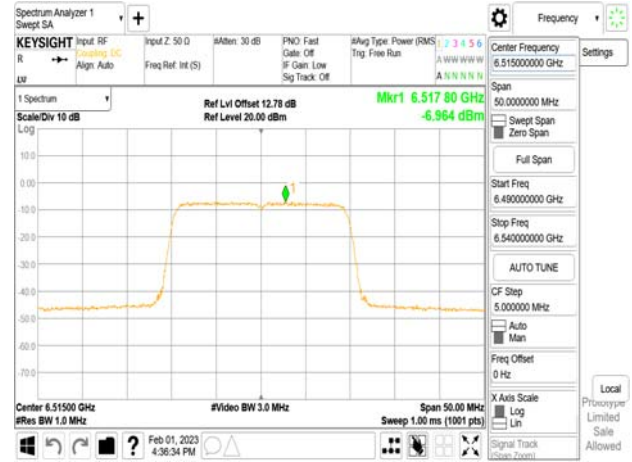 Spectrum Analyzer 1
Swept SA
+
Frequency
KEYSIGHT
Input: RF
Input Z: 50 Ω
#Atten: 30 dB
PNO: Fast
#Avg Type: Power (RMS
1 2 3 4 5 6
R
Coupling: DC
Gate: Off
Trig: Free Run
A W W W W W
Align: Auto
Freq Ref: Int (S)
IF Gain: Low
Sig Track: Off
A N N N N N
LXI
Center Frequency
6.515000000 GHz
Settings
1 Spectrum
Ref Lvl Offset 12.78 dB
Mkr1 6.517 80 GHz
Scale/Div 10 dB
Ref Level 20.00 dBm
-6.964 dBm
Log
10.0
0.00
-10.0
-20.0
-30.0
-40.0
-50.0
-60.0
-70.0
1
Span
50.0000000 MHz
Swept Span
Zero Span
Full Span
Start Freq
6.490000000 GHz
Stop Freq
6.540000000 GHz
AUTO TUNE
CF Step
5.000000 MHz
Auto
Man
Freq Offset
0 Hz
X Axis Scale
Log
Lin
Signal Track
(Span Zoom)
Local
Prototype
Limited
Sale
Allowed
Center 6.51500 GHz
#Video BW 3.0 MHz
Span 50.00 MHz
#Res BW 1.0 MHz
Sweep 1.00 ms (1001 pts)
?
Feb 01, 2023
4:36:34 PM